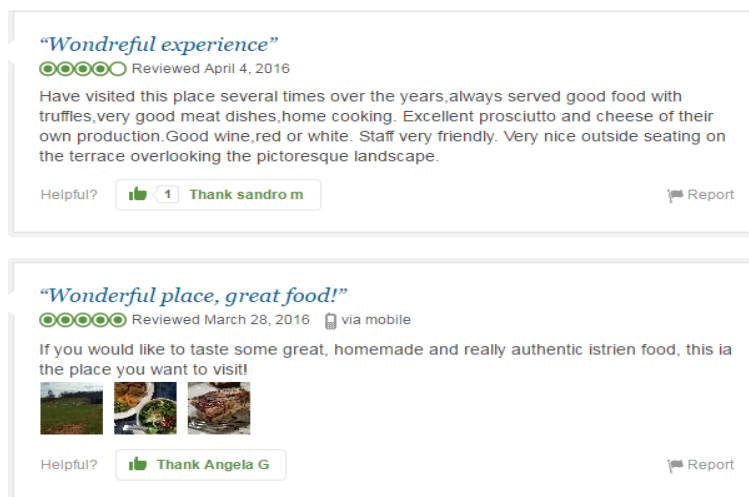 “Wondreful experience”
Reviewed April 4, 2016
Have visited this place several times over the years,always served good food with
truffles,very good meat dishes,home cooking. Excellent prosciutto and cheese of their
own production.Good wine,red or white. Staff very friendly. Very nice outside seating on
the terrace overlooking the pictoresque landscape.
Helpful? 1 Thank sandro m Report
“Wonderful place, great food!”
Reviewed March 28, 2016 via mobile
If you would like to taste some great, homemade and really authentic istrien food, this ia
the place you want to visit!
Helpful? Thank Angela G Report